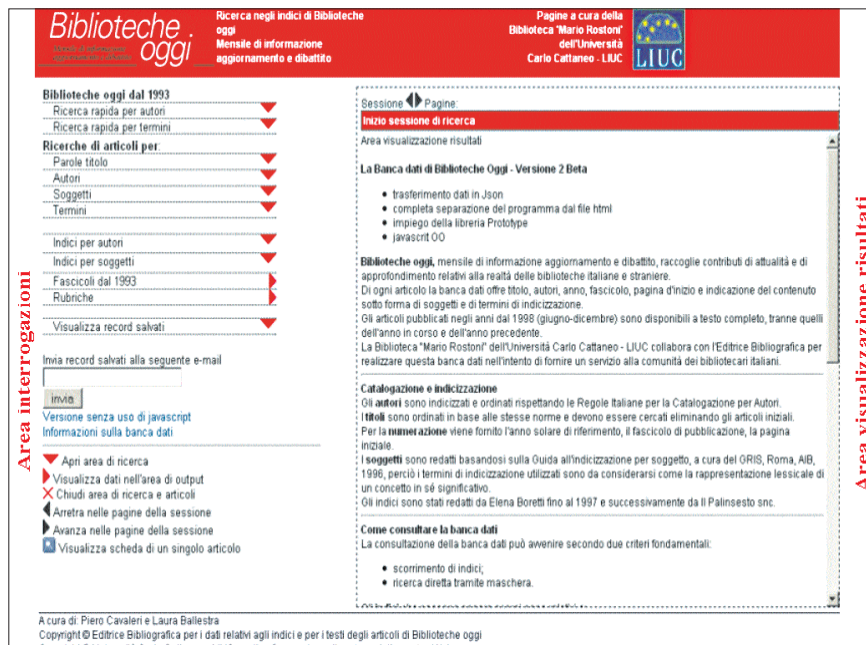 Biblioteche
oggi
Ricerca negli indici di Biblioteche
oggi
Mensile di informazione
aggiornamento e dibattito
Pagine a cura della
Biblioteca "Mario Rostoni"
dell'Università
Carlo Cattaneo - LIUC
LIUC
Area interrogazioni
Biblioteche oggi dal 1993
Ricerca rapida per autori
Ricerca rapida per termini
Ricerche di articoli per:
Parole titolo
Autori
Soggetti
Termini
Indici per autori
Indici per soggetti
Fascicoli dal 1993
Rubriche
Visualizza record salvati
Invia record salvati alla seguente e-mail
invia
Versione senza uso di javascript
Informazioni sulla banca dati
Apri area di ricerca
Visualizza dati nell'area di output
Chiudi area di ricerca e articoli
Arretra nelle pagine della sessione
Avanza nelle pagine della sessione
Visualizza scheda di un singolo articolo
Sessione Pagine:
Inizio sessione di ricerca
Area visualizzazione risultati
La Banca dati di Biblioteche Oggi - Versione 2 Beta
• trasferimento dati in Json
• completa separazione del programma dal file html
• impiego della libreria Prototype
• javascrit OO
Biblioteche oggi, mensile di informazione aggiornamento e dibattito, raccoglie contributi di attualità e di
approfondimento relativi alla realtà delle biblioteche italiane e straniere.
Di ogni articolo la banca dati offre titolo, autori, anno, fascicolo, pagina d'inizio e indicazione del contenuto
sotto forma di soggetti e di termini di indicizzazione.
Gli articoli pubblicati negli anni dal 1998 (giugno-dicembre) sono disponibili a testo completo, tranne quelli
dell'anno in corso e dell'anno precedente.
La Biblioteca "Mario Rostoni" dell'Università Carlo Cattaneo - LIUC collabora con l'Editrice Bibliografica per
realizzare questa banca dati nell'intento di fornire un servizio alla comunità dei bibliotecari italiani.
Catalogazione e indicizzazione
Gli autori sono indicizzati e ordinati rispettando le Regole Italiane per la Catalogazione per Autori.
I titoli sono ordinati in base alle stesse norme e devono essere cercati eliminando gli articoli iniziali.
Per la numerazione viene fornito l'anno solare di riferimento, il fascicolo di pubblicazione, la pagina
iniziale.
I soggetti sono redatti basandosi sulla Guida all'indicizzazione per soggetto, a cura del GRIS, Roma, AIB,
1996, perciò i termini di indicizzazione utilizzati sono da considerarsi come la rappresentazione lessicale di
un concetto in sé significativo.
Gli indici sono stati redatti da Elena Boretti fino al 1997 e successivamente da Il Palinsesto snc.
Come consultare la banca dati
La consultazione della banca dati può avvenire secondo due criteri fondamentali:
• scorrimento di indici;
• ricerca diretta tramite maschera.
Area visualizzazione risultati
A cura di: Piero Cavaleri e Laura Ballestra
Copyright © Editrice Bibliografica per i dati relativi agli indici e per i testi degli articoli di Biblioteche oggi